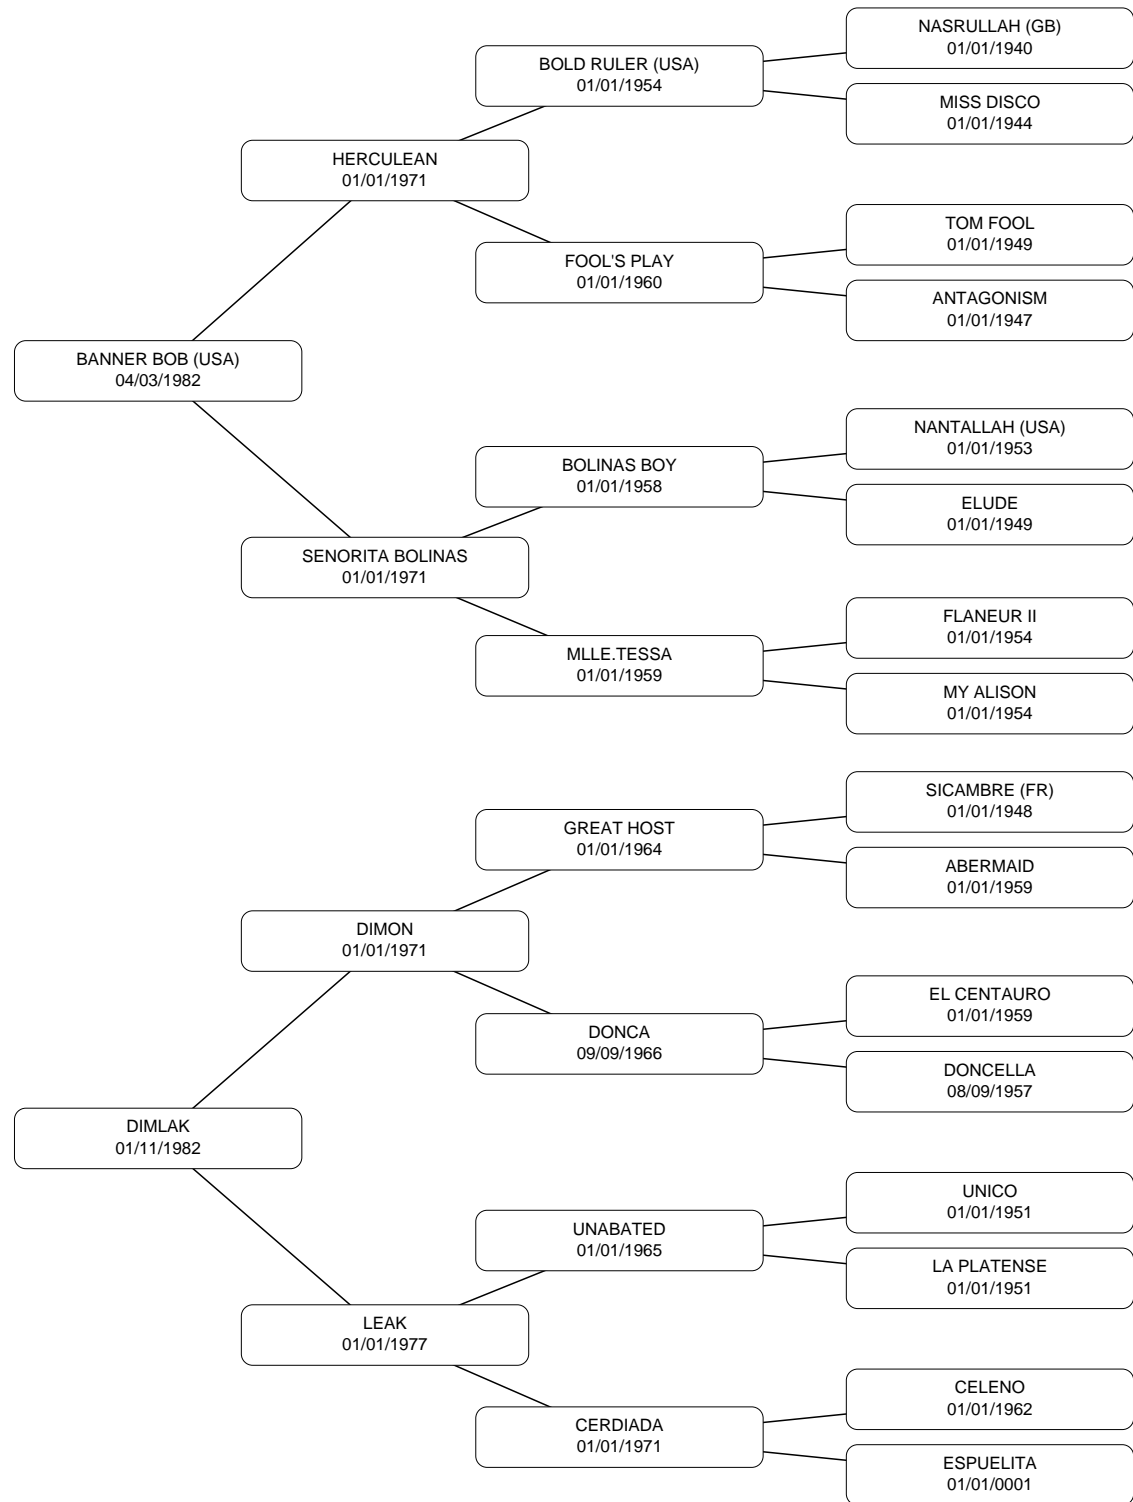 NASRULLAH (GB)
01/01/1940
BOLD RULER (USA)
01/01/1954
MISS DISCO
01/01/1944
HERCULEAN
01/01/1971
TOM FOOL
01/01/1949
FOOL'S PLAY
01/01/1960
ANTAGONISM
01/01/1947
BANNER BOB (USA)
04/03/1982
NANTALLAH (USA)
01/01/1953
BOLINAS BOY
01/01/1958
ELUDE
01/01/1949
SENORITA BOLINAS
01/01/1971
FLANEUR II
01/01/1954
MLLE.TESSA
01/01/1959
MY ALISON
01/01/1954
SICAMBRE (FR)
01/01/1948
GREAT HOST
01/01/1964
ABERMAID
01/01/1959
DIMON
01/01/1971
EL CENTAURO
01/01/1959
DONCA
09/09/1966
DONCELLA
08/09/1957
DIMLAK
01/11/1982
UNICO
01/01/1951
UNABATED
01/01/1965
LA PLATENSE
01/01/1951
LEAK
01/01/1977
CELENO
01/01/1962
CERDIADA
01/01/1971
ESPUELITA
01/01/0001